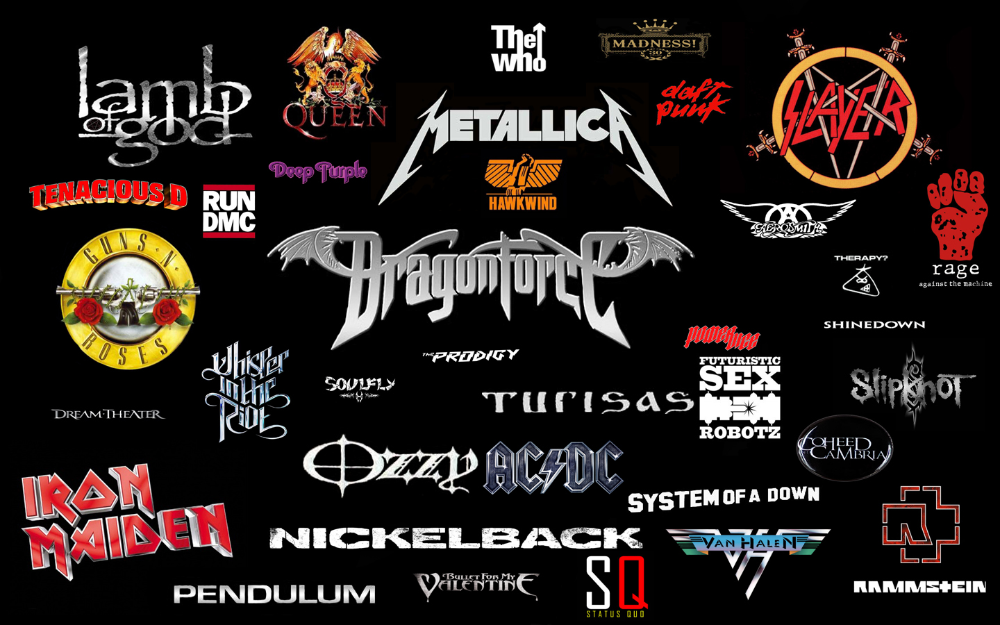 lamb
of god
QUEEN
The
who
MADNESS!
30
daft
punk
SLAYER
METALLICA
Deep Purple
HAWKWIND
TENACIOUS D
RUN
DMC
AEROSMITH
rage
against the machine
GUNS N'
ROSES
Dragonforce
THERAPY?
SHINEDOWN
POWERAGE
THE PRODIGY
FUTURISTIC
SEX
ROBOTZ
Whisper
in the
Riot
SOULFLY
TURISAS
SlipKnoT
DREAM·THEATER
COHEED
AND CAMBRIA
Ozzy
AC/DC
IRON
MAIDEN
SYSTEM OF A DOWN
NICKELBACK
VAN HALEN
R
RAMMSTEIN
PENDULUM
BULLET FOR MY
VALENTINE
SQ
STATUS QUO